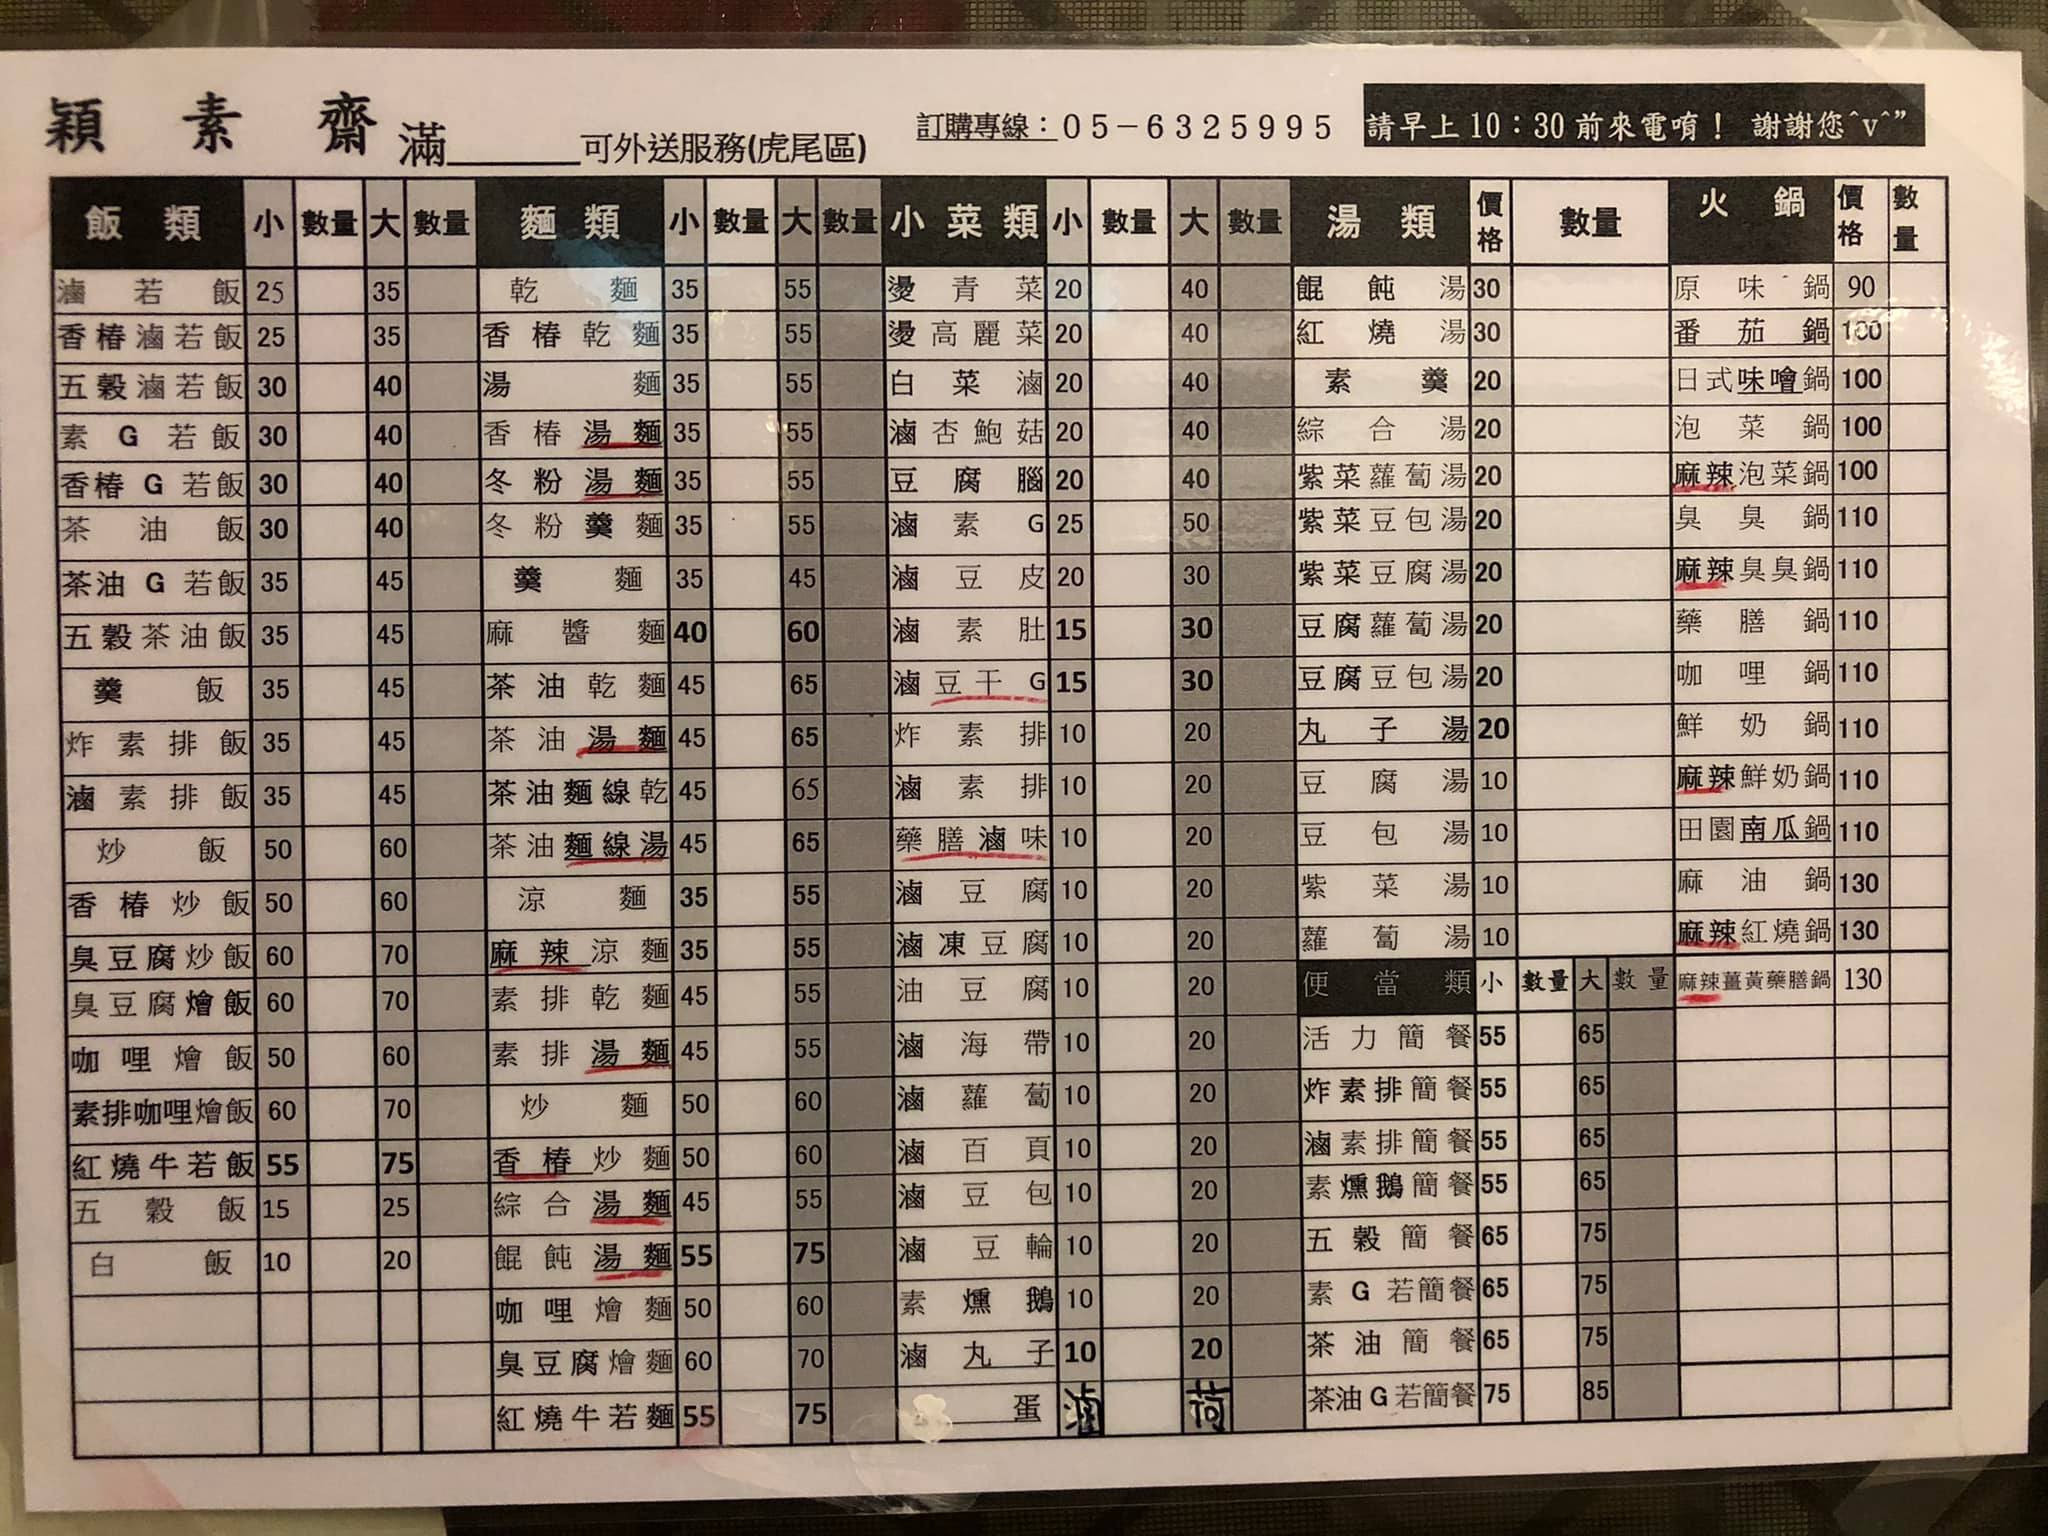 穎素齋 滿______可外送服務(虎尾區) 訂購專線：05-6325995 請早上10：30前來電唷！ 謝謝您^v^”
飯類 小 數量 大 數量 麵類 小 數量 大 數量 小菜類 小 數量 大 數量 湯類 價格 數量 火鍋 價格 數量
滷若飯 25 35 乾麵 35 55 燙青菜 20 40 餛飩湯 30 原味鍋 90
香椿滷若飯 25 35 香椿乾麵 35 55 燙高麗菜 20 40 紅燒湯 30 番茄鍋 100
五穀滷若飯 30 40 湯麵 35 55 白菜滷 20 40 素羹 20 日式味噌鍋 100
素G若飯 30 40 香椿湯麵 35 55 滷杏鮑菇 20 40 綜合湯 20 泡菜鍋 100
香椿G若飯 30 40 冬粉湯麵 35 55 豆腐腦 20 40 紫菜蘿蔔湯 20 麻辣泡菜鍋 100
茶油飯 30 40 冬粉羹麵 35 55 滷素G 25 50 紫菜豆包湯 20 臭臭鍋 110
茶油G若飯 35 45 羹麵 35 45 滷豆皮 20 30 紫菜豆腐湯 20 麻辣臭臭鍋 110
五穀茶油飯 35 45 麻醬麵 40 60 滷素肚 15 30 豆腐蘿蔔湯 20 藥膳鍋 110
羹飯 35 45 茶油乾麵 45 65 滷豆干G 15 30 豆腐豆包湯 20 咖哩鍋 110
炸素排飯 35 45 茶油湯麵 45 65 炸素排 10 20 丸子湯 20 鮮奶鍋 110
滷素排飯 35 45 茶油麵線乾 45 65 滷素排 10 20 豆腐湯 10 麻辣鮮奶鍋 110
炒飯 50 60 茶油麵線湯 45 65 藥膳滷味 10 20 豆包湯 10 田園南瓜鍋 110
香椿炒飯 50 60 涼麵 35 55 滷豆腐 10 20 紫菜湯 10 麻油鍋 130
臭豆腐炒飯 60 70 麻辣涼麵 35 55 滷凍豆腐 10 20 蘿蔔湯 10 麻辣紅燒鍋 130
臭豆腐燴飯 60 70 素排乾麵 45 55 油豆腐 10 20 便當類 小 數量 大 數量 麻辣薑黃藥膳鍋 130
咖哩燴飯 50 60 素排湯麵 45 55 滷海帶 10 20 活力簡餐 55 65
素排咖哩燴飯 60 70 炒麵 50 60 滷蘿蔔 10 20 炸素排簡餐 55 65
紅燒牛若飯 55 75 香椿炒麵 50 60 滷百頁 10 20 滷素排簡餐 55 65
五穀飯 15 25 綜合湯麵 45 55 滷豆包 10 20 素燻鵝簡餐 55 65
白飯 10 20 餛飩湯麵 55 75 滷豆輪 10 20 五穀簡餐 65 75
咖哩燴麵 50 60 素燻鵝 10 20 素G若簡餐 65 75
臭豆腐燴麵 60 70 滷丸子 10 20 茶油簡餐 65 75
紅燒牛若麵 55 75 蛋 滷 荷 茶油G若簡餐 75 85